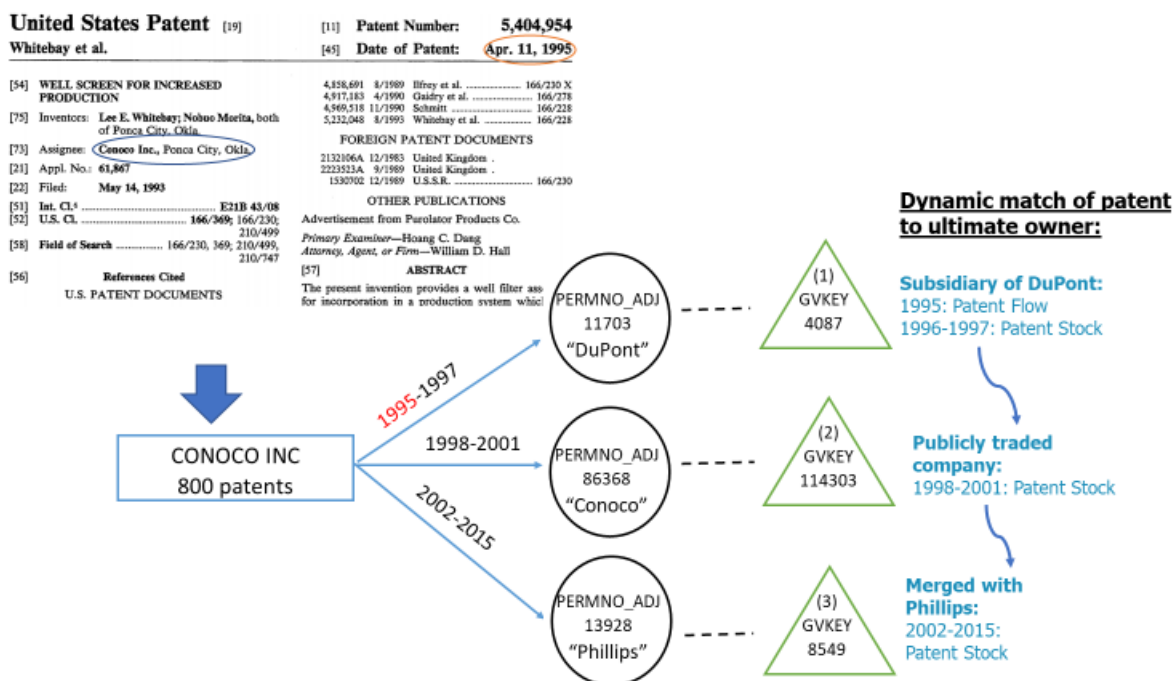 United States Patent [19]
Whitebay et al.
[11] Patent Number: 5,404,954
[45] Date of Patent: Apr. 11, 1995
[54] WELL SCREEN FOR INCREASED
PRODUCTION
[75] Inventors: Lee E. Whitebay; Nobuo Morita, both
of Ponca City, Okla.
[73] Assignee: Conoco Inc., Ponca City, Okla.
[21] Appl. No.: 61,867
[22] Filed: May 14, 1993
[51] Int. Cl.⁵ ........................ E21B 43/08
[52] U.S. Cl. ........................ 166/369; 166/230;
210/499
[58] Field of Search ............ 166/230, 369; 210/499,
210/747
[56] References Cited
U.S. PATENT DOCUMENTS
4,858,691 8/1989 Ilfrey et al. .................. 166/230 X
4,917,183 4/1990 Gaidry et al. .................. 166/278
4,969,518 11/1990 Schmitt .................. 166/228
5,232,048 8/1993 Whitebay et al. .................. 166/228
FOREIGN PATENT DOCUMENTS
2132106A 12/1983 United Kingdom .
2223523A 9/1989 United Kingdom .
1530702 12/1989 U.S.S.R. .................. 166/230
OTHER PUBLICATIONS
Advertisement from Purolator Products Co.
Primary Examiner—Hoang C. Dang
Attorney, Agent, or Firm—William D. Hall
[57] ABSTRACT
The present invention provides a well filter ass
for incorporation in a production system which
CONOCO INC
800 patents
1995-1997
1998-2001
2002-2015
PERMNO_ADJ
11703
“DuPont”
PERMNO_ADJ
86368
“Conoco”
PERMNO_ADJ
13928
“Phillips”
(1)
GVKEY
4087
(2)
GVKEY
114303
(3)
GVKEY
8549
Dynamic match of patent
to ultimate owner:
Subsidiary of DuPont:
1995: Patent Flow
1996-1997: Patent Stock
Publicly traded
company:
1998-2001: Patent Stock
Merged with
Phillips:
2002-2015:
Patent Stock